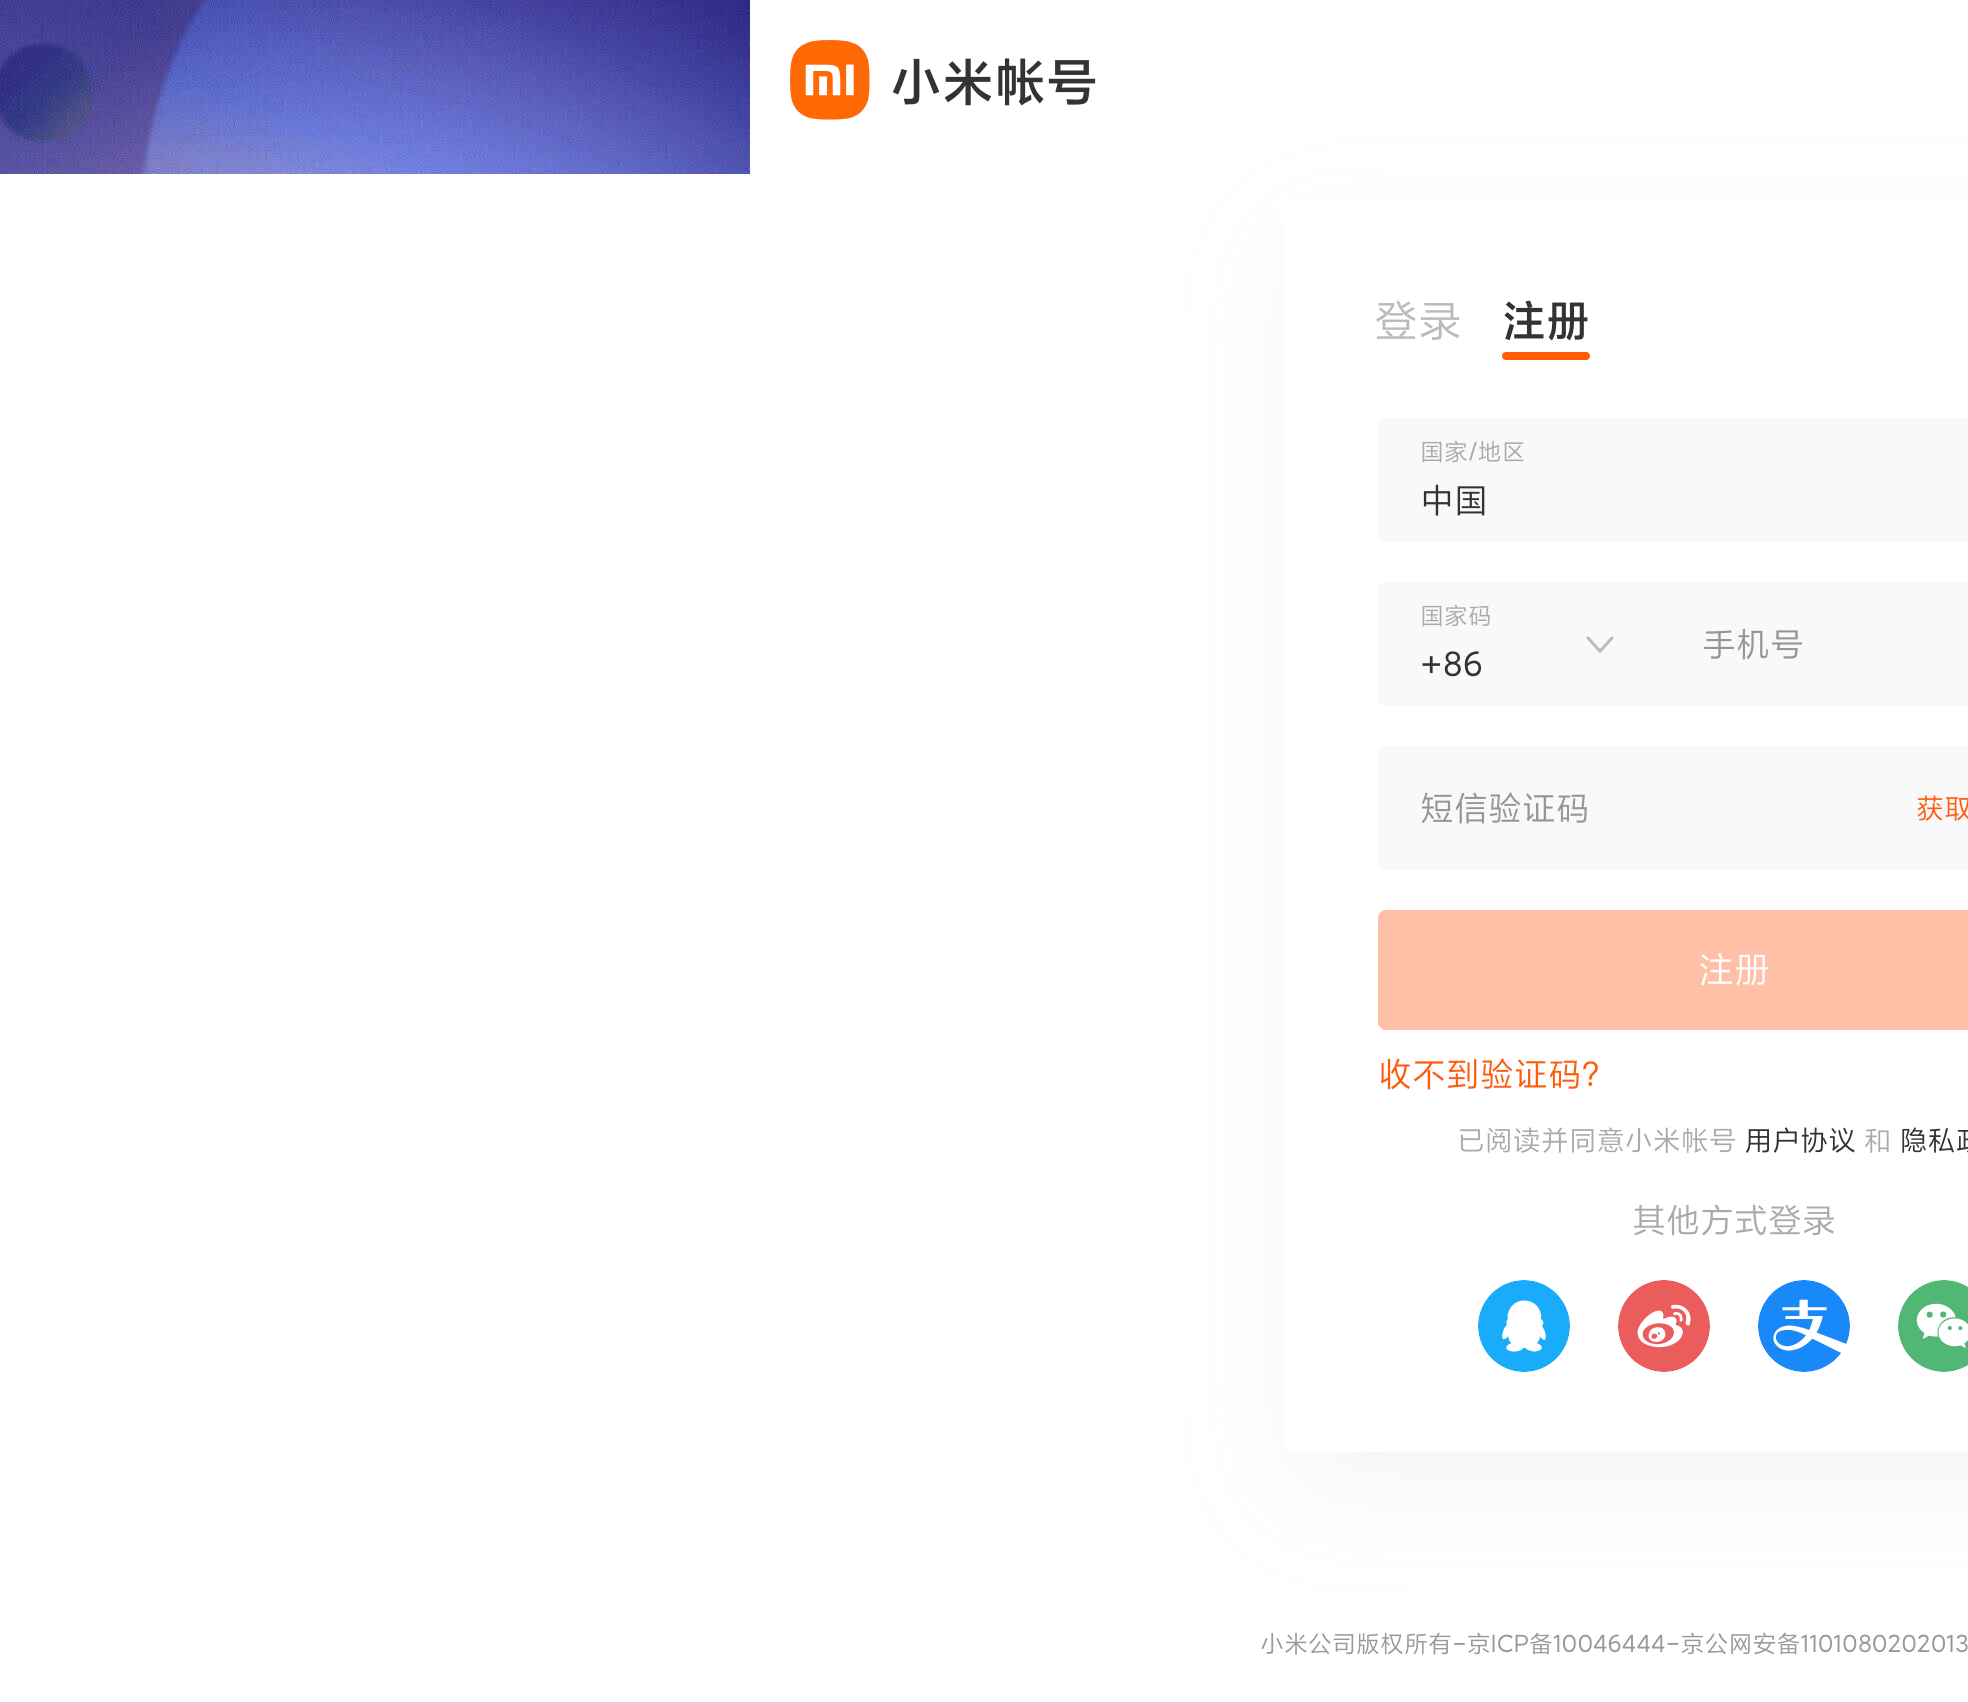 小米帐号
登录 注册
国家/地区
中国
国家码
+86
手机号
短信验证码
获取
注册
收不到验证码?
已阅读并同意小米帐号 用户协议 和 隐私
其他方式登录
小米公司版权所有-京ICP备10046444-京公网安备1101080202013